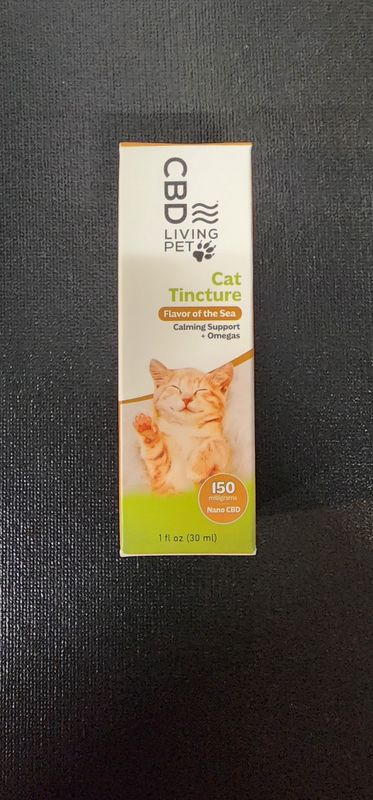 CBD
LIVING
PET
Cat
Tincture
Flavor of the Sea
Calming Support
+ Omegas
150
milligrams
Nano CBD
1 fl oz (30 ml)